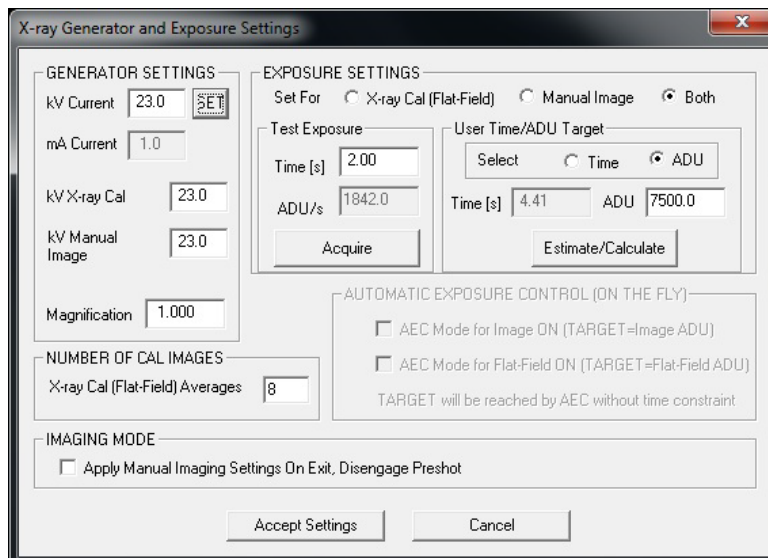 X-ray Generator and Exposure Settings
GENERATOR SETTINGS
kV Current 23.0 SET
mA Current 1.0
kV X-ray Cal 23.0
kV Manual Image 23.0
Magnification 1.000
EXPOSURE SETTINGS
Set For X-ray Cal (Flat-Field) Manual Image Both
Test Exposure
Time [s] 2.00
ADU/s 1842.0
Acquire
User Time/ADU Target
Select Time ADU
Time [s] 4.41 ADU 7500.0
Estimate/Calculate
AUTOMATIC EXPOSURE CONTROL (ON THE FLY)
AEC Mode for Image ON (TARGET=Image ADU)
AEC Mode for Flat-Field ON (TARGET=Flat-Field ADU)
TARGET will be reached by AEC without time constraint
NUMBER OF CAL IMAGES
X-ray Cal (Flat-Field) Averages 8
IMAGING MODE
Apply Manual Imaging Settings On Exit, Disengage Preshot
Accept Settings Cancel